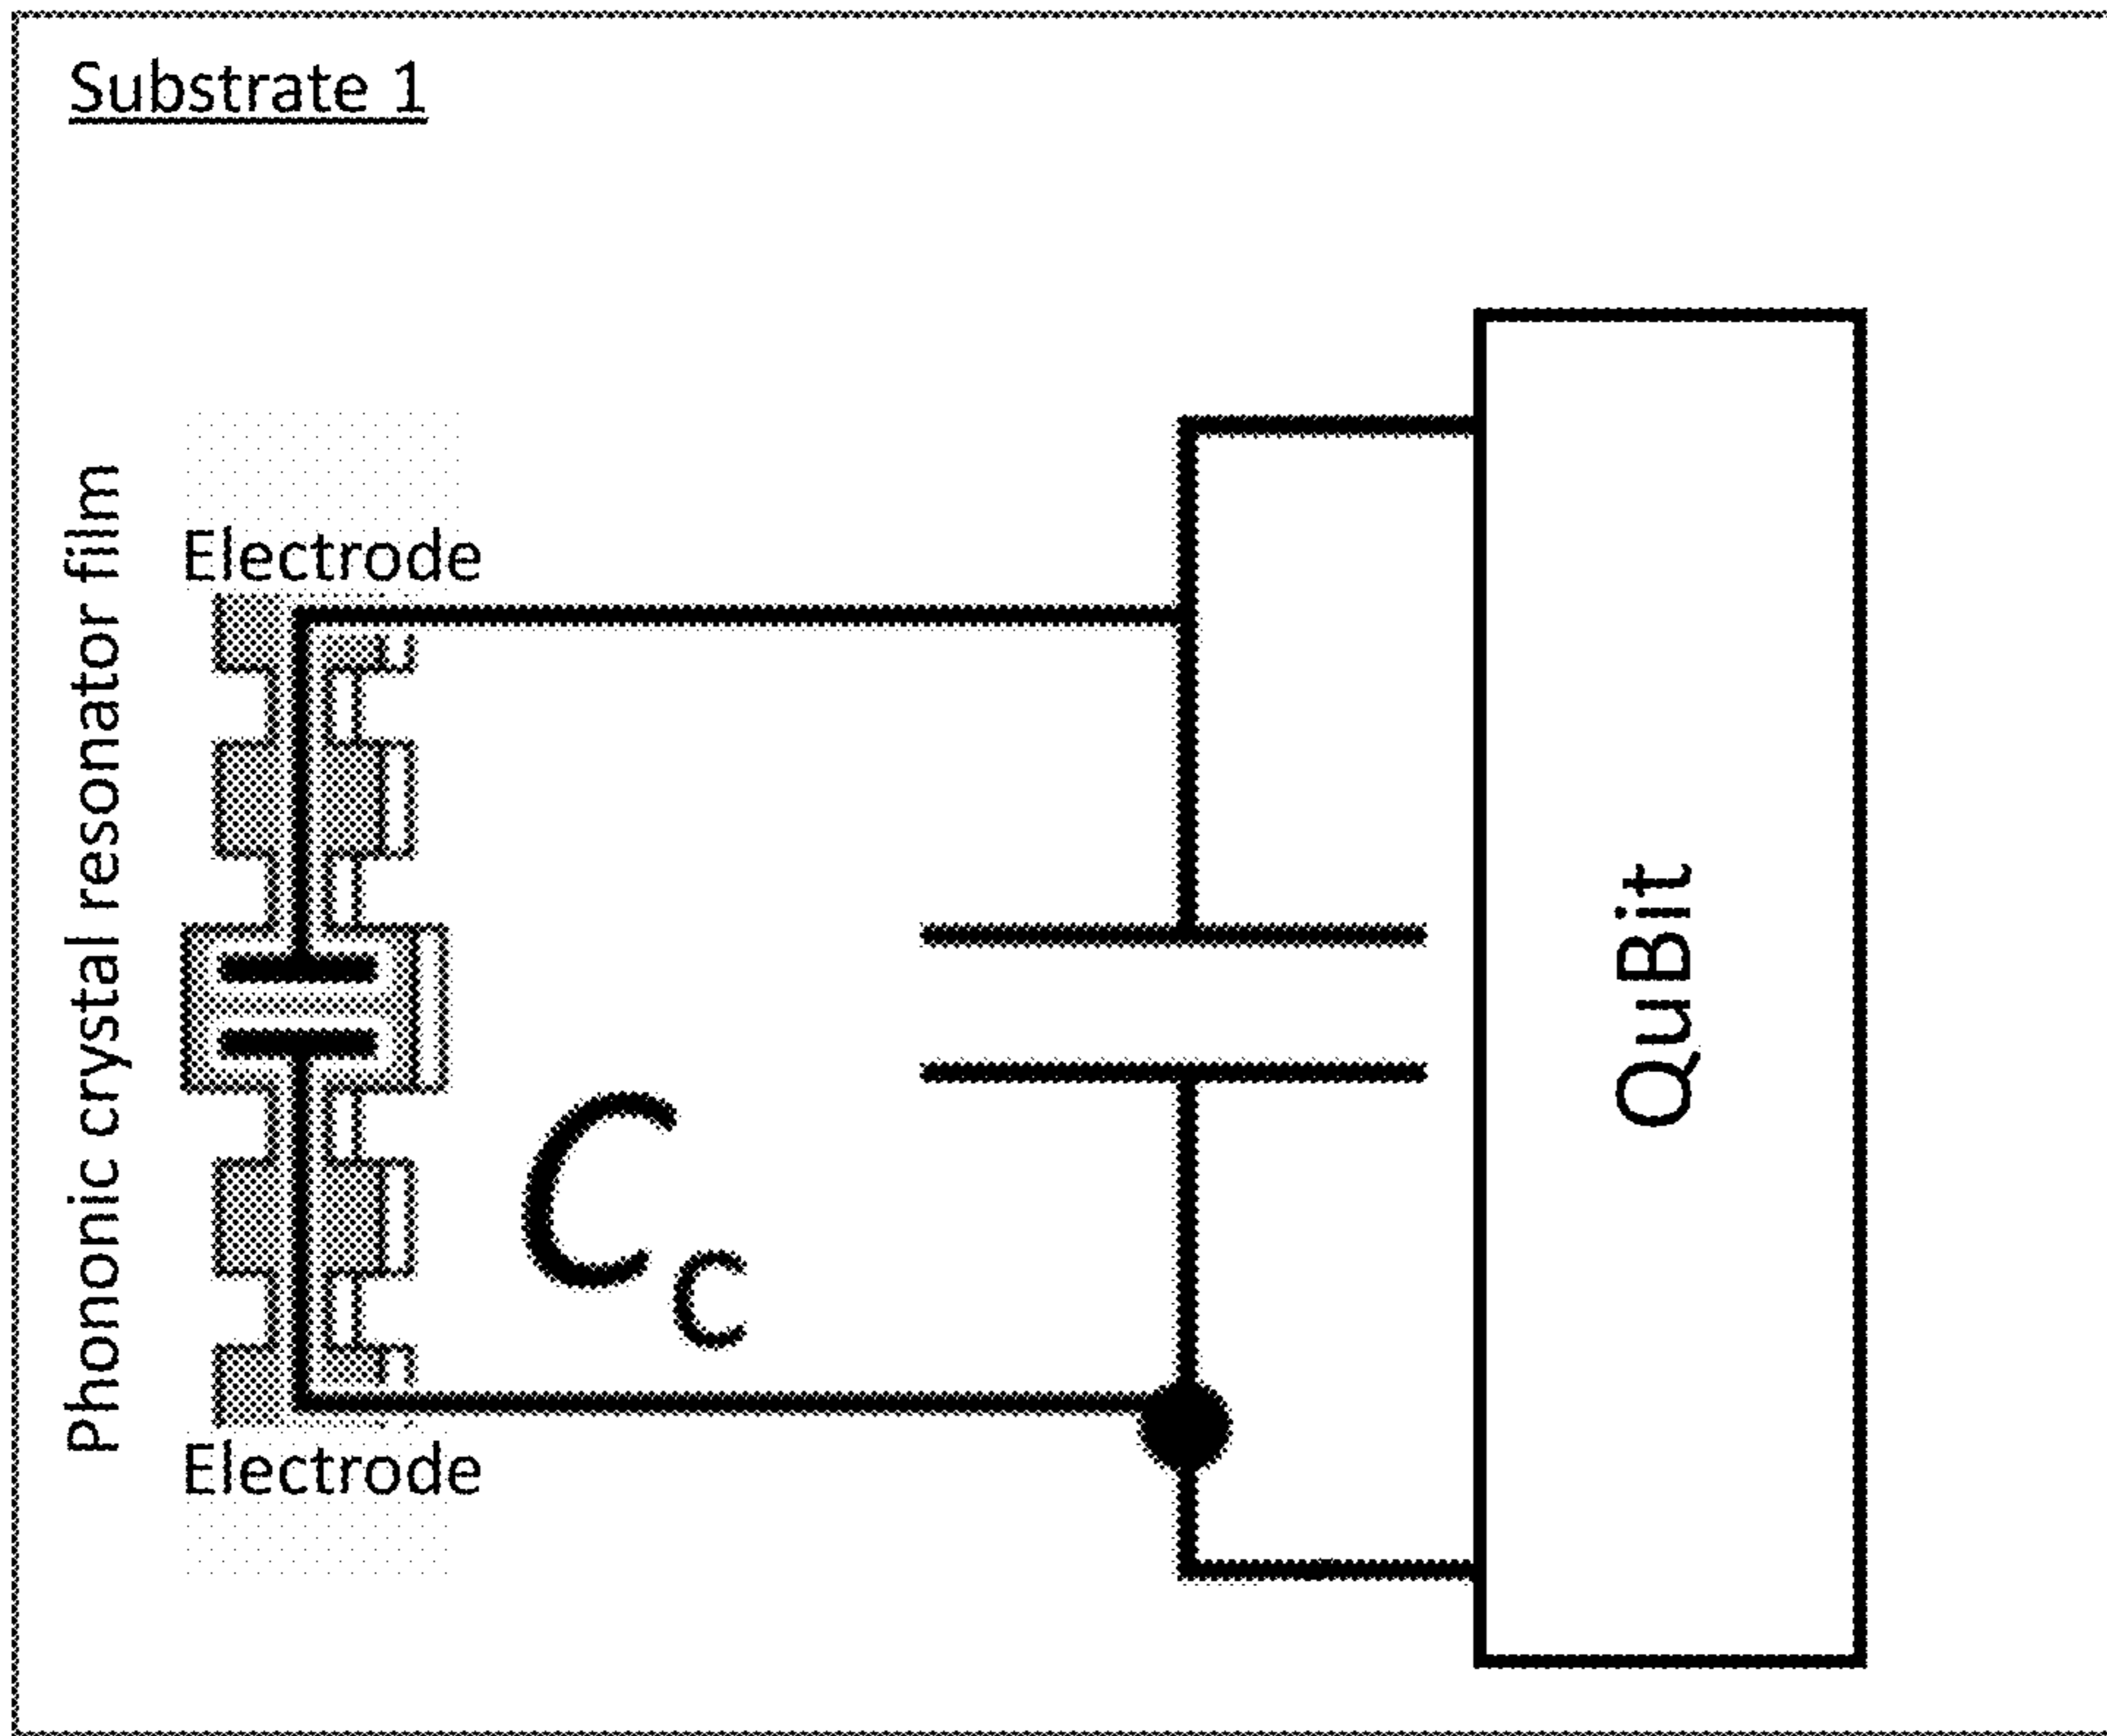 Substrate 1
Phononic crystal resonator film
Electrode
Cc
Electrode
QuBit